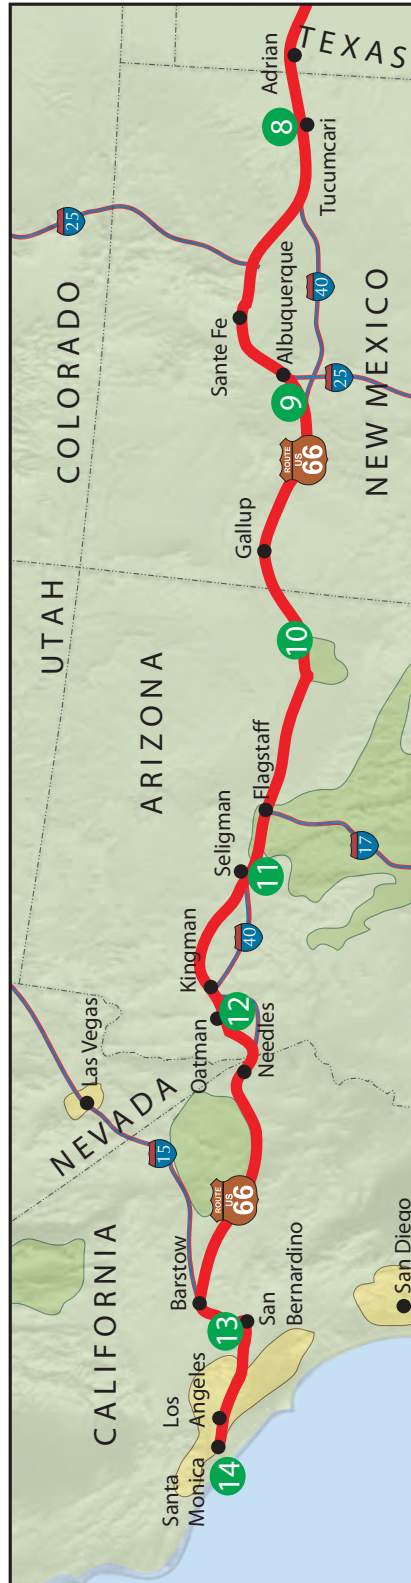 CALIFORNIA
NEVADA
UTAH
COLORADO
ARIZONA
NEW MEXICO
TEXAS
Santa
Monica
Los
Angeles
San
Bernardino
San Diego
Barstow
Las Vegas
Needles
Oatman
Kingman
Seligman
Flagstaff
Gallup
Albuquerque
Sante Fe
Tucumcari
Adrian
14
13
12
11
10
9
8
15
40
17
25
40
25
ROUTE
US
66
ROUTE
US
66